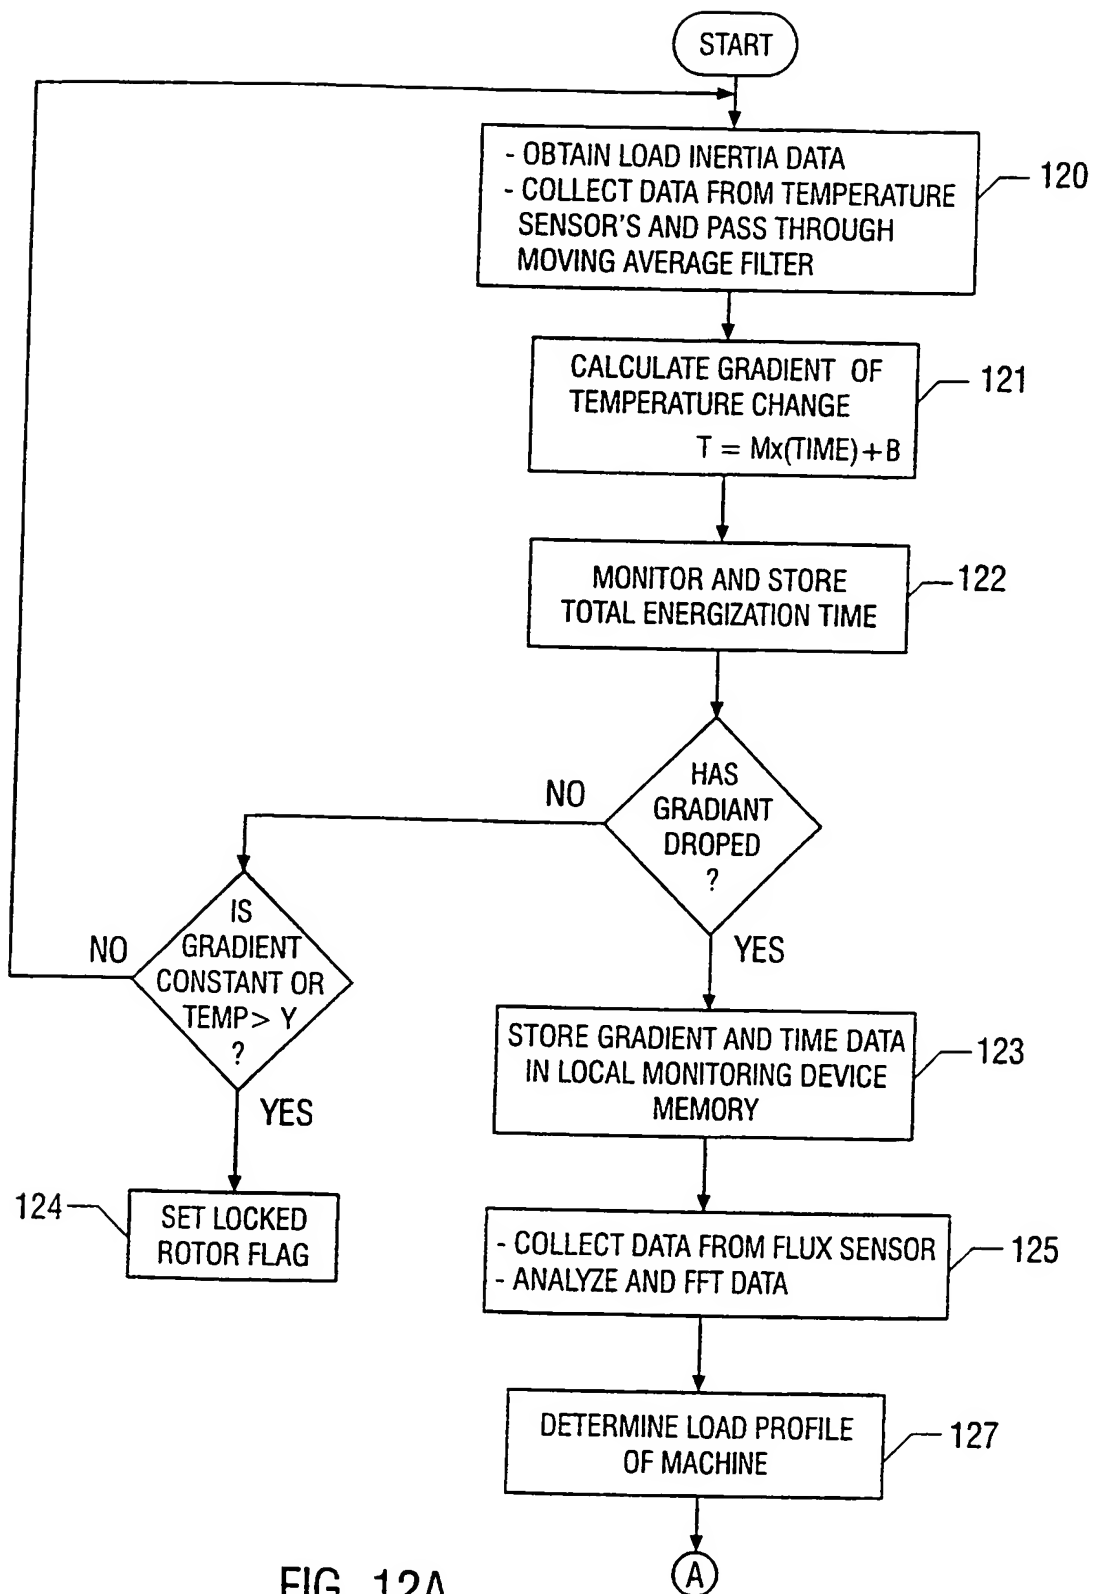 START
- OBTAIN LOAD INERTIA DATA
- COLLECT DATA FROM TEMPERATURE
SENSOR'S AND PASS THROUGH
MOVING AVERAGE FILTER
120
CALCULATE GRADIENT OF
TEMPERATURE CHANGE
T = Mx(TIME)+B
121
MONITOR AND STORE
TOTAL ENERGIZATION TIME
122
HAS
GRADIANT
DROPED
?
NO
YES
IS
GRADIENT
CONSTANT OR
TEMP> Y
?
NO
YES
STORE GRADIENT AND TIME DATA
IN LOCAL MONITORING DEVICE
MEMORY
123
124
SET LOCKED
ROTOR FLAG
- COLLECT DATA FROM FLUX SENSOR
- ANALYZE AND FFT DATA
125
DETERMINE LOAD PROFILE
OF MACHINE
127
A
FIG. 12A